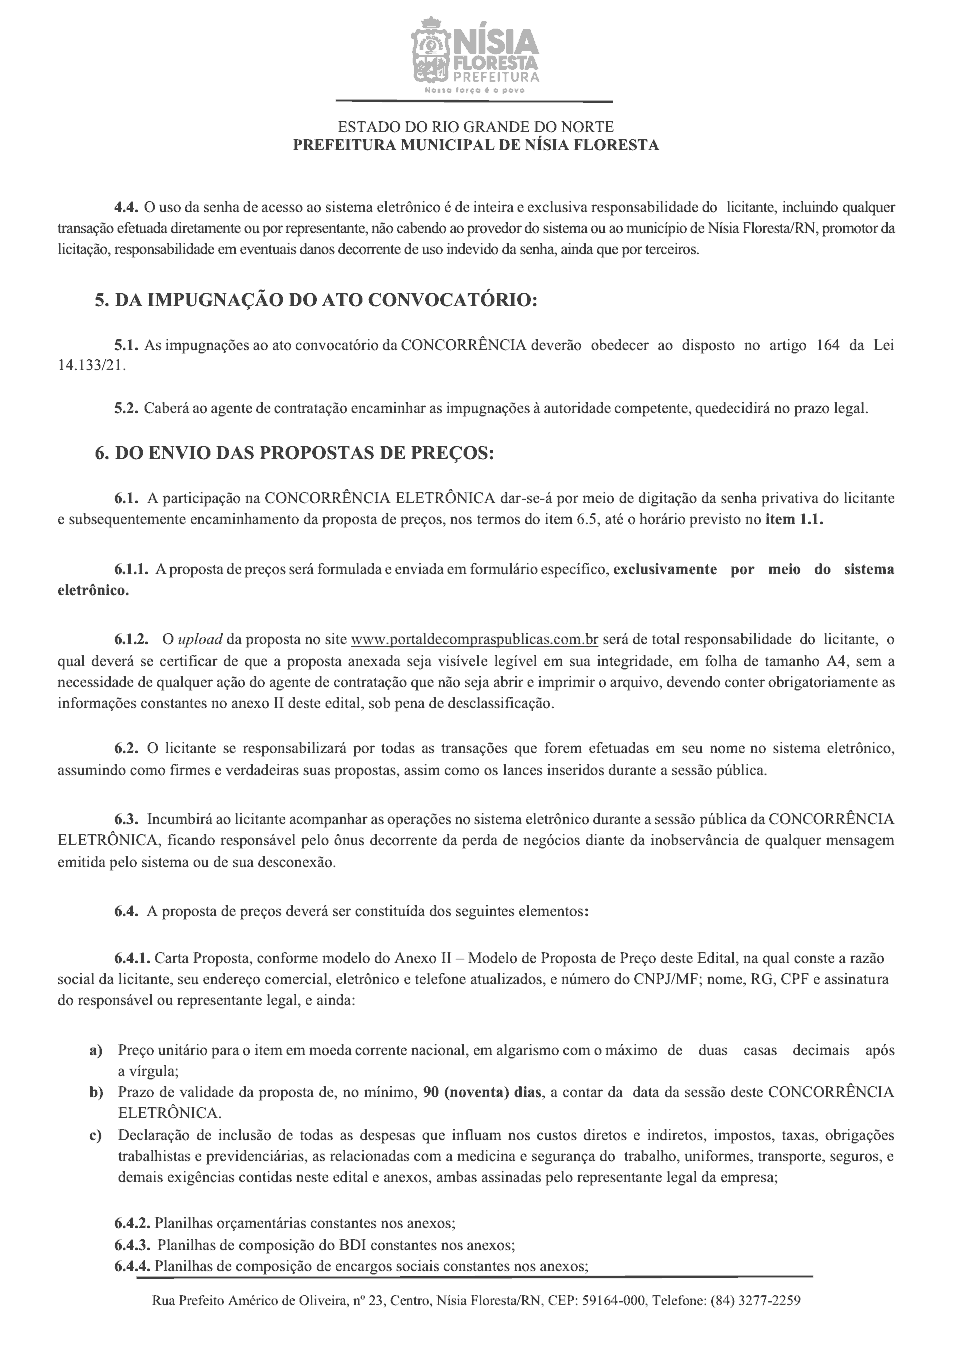 NÍSIA
FLORESTA
PREFEITURA
Nossa força é o povo
ESTADO DO RIO GRANDE DO NORTE
PREFEITURA MUNICIPAL DE NÍSIA FLORESTA
4.4. O uso da senha de acesso ao sistema eletrônico é de inteira e exclusiva responsabilidade do licitante, incluindo qualquer
transação efetuada diretamente ou por representante, não cabendo ao provedor do sistema ou ao município de Nísia Floresta/RN, promotor da
licitação, responsabilidade em eventuais danos decorrente de uso indevido da senha, ainda que por terceiros.
5. DA IMPUGNAÇÃO DO ATO CONVOCATÓRIO:
5.1. As impugnações ao ato convocatório da CONCORRÊNCIA deverão obedecer ao disposto no artigo 164 da Lei
14.133/21.
5.2. Caberá ao agente de contratação encaminhar as impugnações à autoridade competente, quedecidirá no prazo legal.
6. DO ENVIO DAS PROPOSTAS DE PREÇOS:
6.1. A participação na CONCORRÊNCIA ELETRÔNICA dar-se-á por meio de digitação da senha privativa do licitante
e subsequentemente encaminhamento da proposta de preços, nos termos do item 6.5, até o horário previsto no item 1.1.
6.1.1. A proposta de preços será formulada e enviada em formulário específico, exclusivamente por meio do sistema
eletrônico.
6.1.2. O upload da proposta no site www.portaldecompraspublicas.com.br será de total responsabilidade do licitante, o
qual deverá se certificar de que a proposta anexada seja visívele legível em sua integridade, em folha de tamanho A4, sem a
necessidade de qualquer ação do agente de contratação que não seja abrir e imprimir o arquivo, devendo conter obrigatoriamente as
informações constantes no anexo II deste edital, sob pena de desclassificação.
6.2. O licitante se responsabilizará por todas as transações que forem efetuadas em seu nome no sistema eletrônico,
assumindo como firmes e verdadeiras suas propostas, assim como os lances inseridos durante a sessão pública.
6.3. Incumbirá ao licitante acompanhar as operações no sistema eletrônico durante a sessão pública da CONCORRÊNCIA
ELETRÔNICA, ficando responsável pelo ônus decorrente da perda de negócios diante da inobservância de qualquer mensagem
emitida pelo sistema ou de sua desconexão.
6.4. A proposta de preços deverá ser constituída dos seguintes elementos:
6.4.1. Carta Proposta, conforme modelo do Anexo II – Modelo de Proposta de Preço deste Edital, na qual conste a razão
social da licitante, seu endereço comercial, eletrônico e telefone atualizados, e número do CNPJ/MF; nome, RG, CPF e assinatura
do responsável ou representante legal, e ainda:
a) Preço unitário para o item em moeda corrente nacional, em algarismo com o máximo de duas casas decimais após
a vírgula;
b) Prazo de validade da proposta de, no mínimo, 90 (noventa) dias, a contar da data da sessão deste CONCORRÊNCIA
ELETRÔNICA.
c) Declaração de inclusão de todas as despesas que influam nos custos diretos e indiretos, impostos, taxas, obrigações
trabalhistas e previdenciárias, as relacionadas com a medicina e segurança do trabalho, uniformes, transporte, seguros, e
demais exigências contidas neste edital e anexos, ambas assinadas pelo representante legal da empresa;
6.4.2. Planilhas orçamentárias constantes nos anexos;
6.4.3. Planilhas de composição do BDI constantes nos anexos;
6.4.4. Planilhas de composição de encargos sociais constantes nos anexos;
Rua Prefeito Américo de Oliveira, nº 23, Centro, Nísia Floresta/RN, CEP: 59164-000, Telefone: (84) 3277-2259